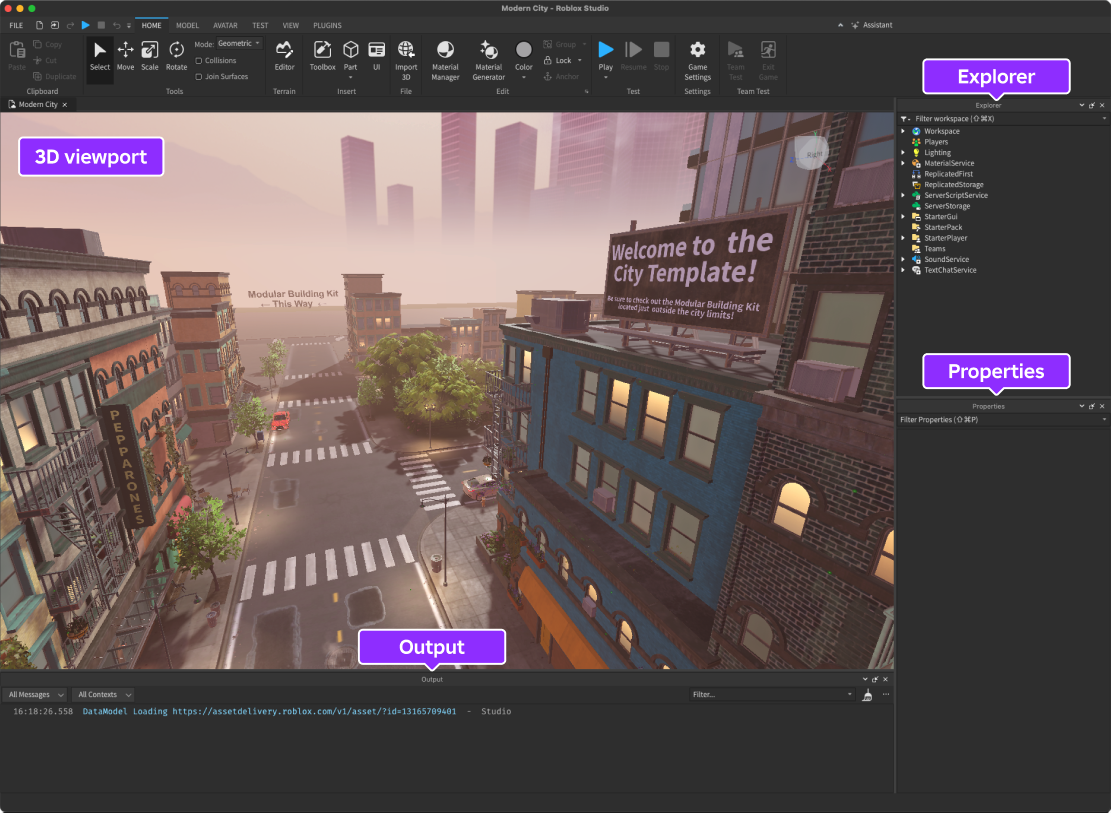 Modern City - Roblox Studio
FILE HOME MODEL AVATAR TEST VIEW PLUGINS Assistant
Paste
Copy
Cut
Duplicate
Clipboard
Select Move Scale Rotate
Mode: Geometric
Collisions
Join Surfaces
Tools
Editor
Terrain
Toolbox Part UI
Insert
Import
3D
File
Material
Manager
Material
Generator
Color
Group
Lock
Anchor
Edit
Play Resume Stop
Test
Game
Settings
Settings
Team
Test
Exit
Game
Team Test
Modern City
3D viewport
Right
Welcome to the
City Template!
Be sure to check out the Modular Building Kit
located just outside the city limits!
Modular Building Kit
← This Way ←
PEPPARONES
Explorer
Explorer
Filter workspace (⇧⌘X)
Workspace
Players
Lighting
MaterialService
ReplicatedFirst
ReplicatedStorage
ServerScriptService
ServerStorage
StarterGui
StarterPack
StarterPlayer
Teams
SoundService
TextChatService
Properties
Properties
Filter Properties (⇧⌘P)
Output
Output
All Messages All Contexts Filter...
16:18:26.558 DataModel Loading https://assetdelivery.roblox.com/v1/asset/?id=13165709401 - Studio